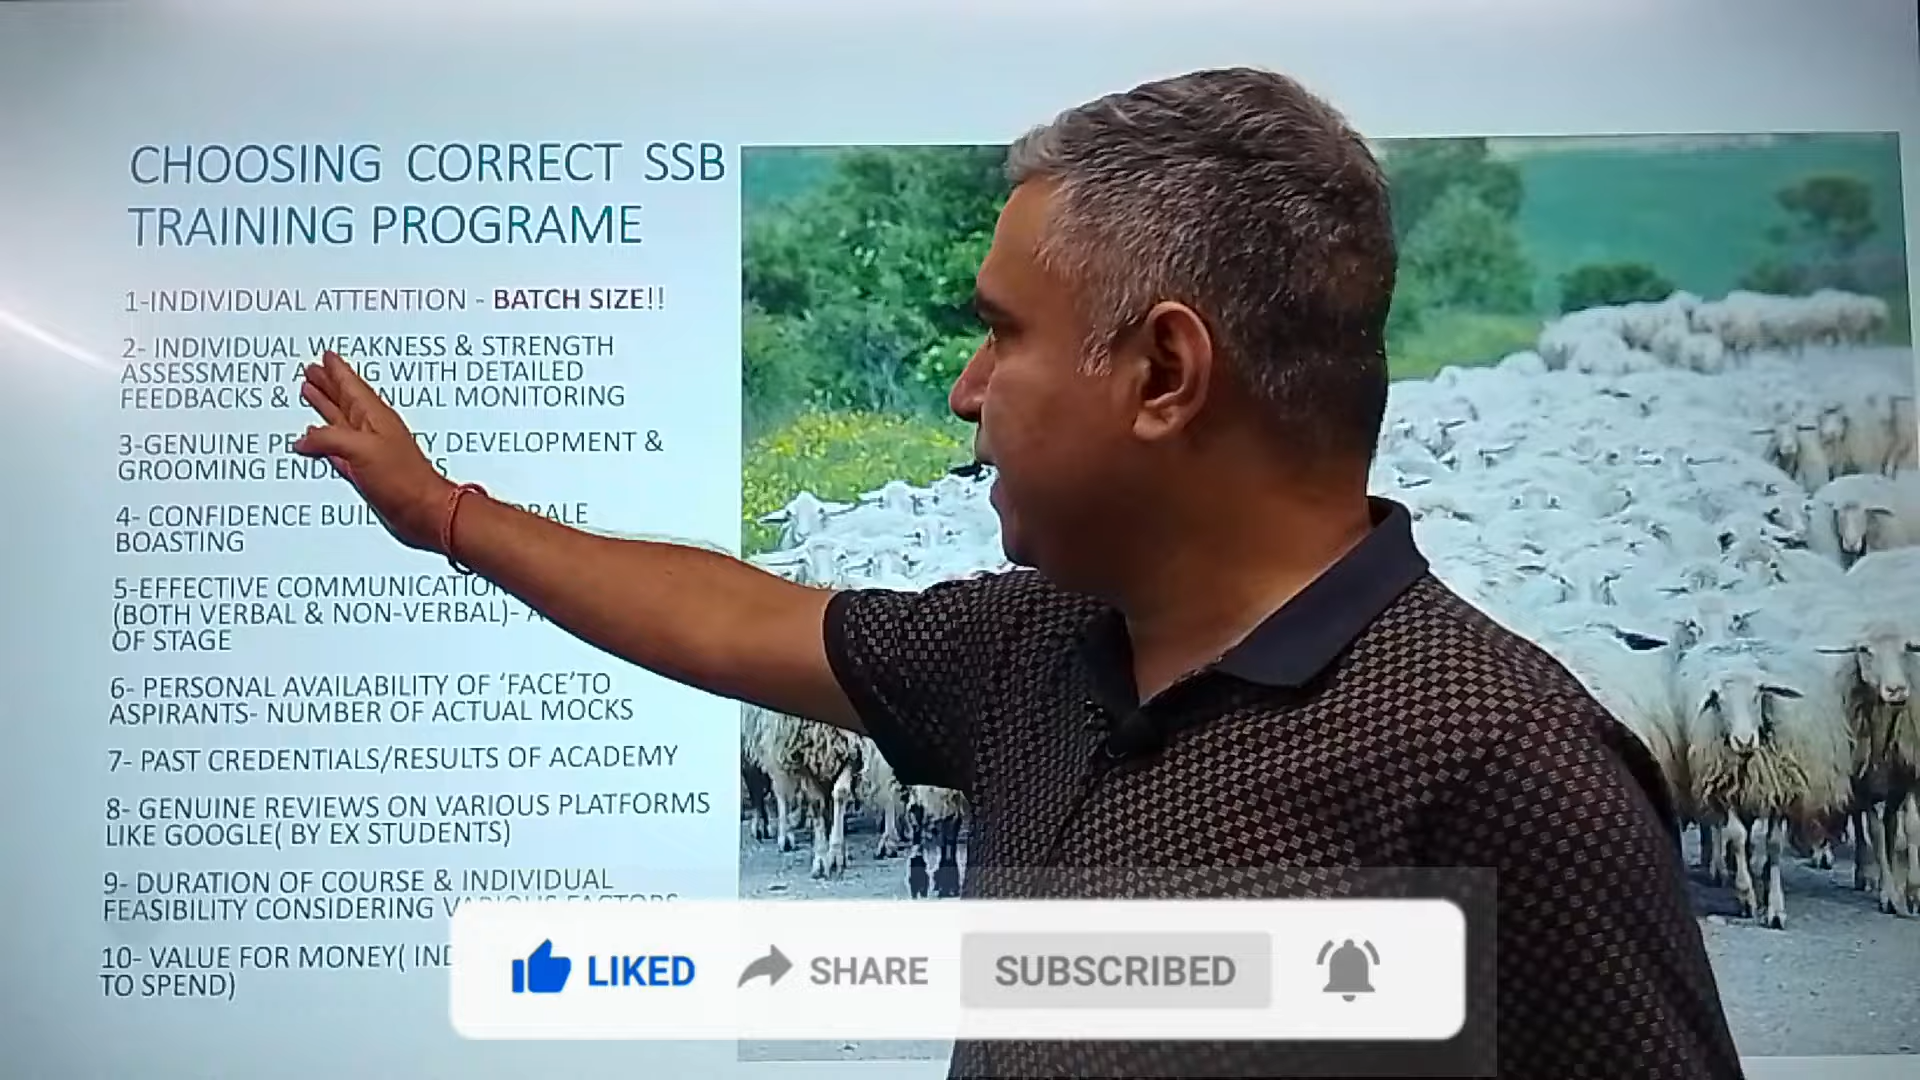 CHOOSING CORRECT SSB
TRAINING PROGRAME
1-INDIVIDUAL ATTENTION - BATCH SIZE!!
2- INDIVIDUAL WEAKNESS & STRENGTH
ASSESSMENT WITH DETAILED
FEEDBACKS & MONITORING
3-GENUINE DEVELOPMENT &
GROOMING
4- CONFIDENCE
BOASTING
5-EFFECTIVE COMMUNICATION
(BOTH VERBAL & NON-VERBAL)-
OF STAGE
6- PERSONAL AVAILABILITY OF ‘FACE’TO
ASPIRANTS- NUMBER OF ACTUAL MOCKS
7- PAST CREDENTIALS/RESULTS OF ACADEMY
8- GENUINE REVIEWS ON VARIOUS PLATFORMS
LIKE GOOGLE( BY EX STUDENTS)
9- DURATION OF COURSE & INDIVIDUAL
FEASIBILITY CONSIDERING VARIOUS FACTORS
10- VALUE FOR MONEY(
TO SPEND)
LIKED SHARE SUBSCRIBED